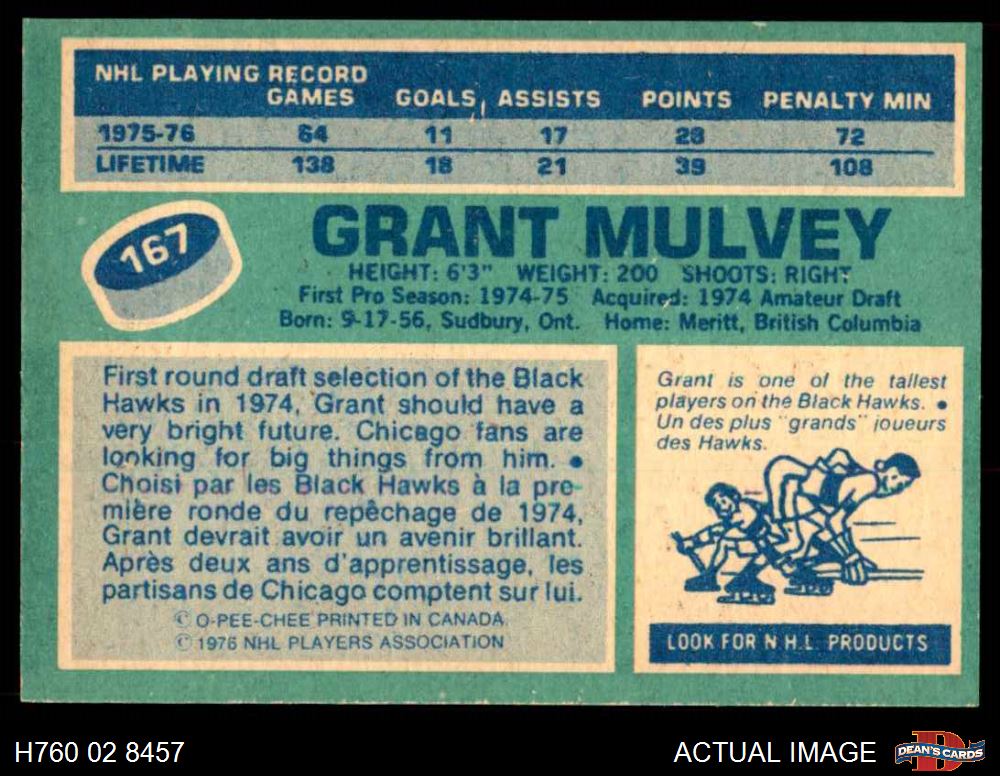 NHL PLAYING RECORD
GAMES GOALS ASSISTS POINTS PENALTY MIN
1975-76 64 11 17 28 72
LIFETIME 138 18 21 39 108
167
GRANT MULVEY
HEIGHT: 6'3" WEIGHT: 200 SHOOTS: RIGHT
First Pro Season: 1974-75 Acquired: 1974 Amateur Draft
Born: 9-17-56, Sudbury, Ont. Home: Meritt, British Columbia
First round draft selection of the Black
Hawks in 1974, Grant should have a
very bright future. Chicago fans are
looking for big things from him. •
Choisi par les Black Hawks à la pre-
mière ronde du repêchage de 1974,
Grant devrait avoir un avenir brillant.
Après deux ans d'apprentissage, les
partisans de Chicago comptent sur lui.
© O-PEE-CHEE PRINTED IN CANADA
© 1976 NHL PLAYERS ASSOCIATION
Grant is one of the tallest
players on the Black Hawks. •
Un des plus "grands" joueurs
des Hawks.
LOOK FOR N.H.L. PRODUCTS
H760 02 8457
ACTUAL IMAGE
D
DEAN'S CARDS